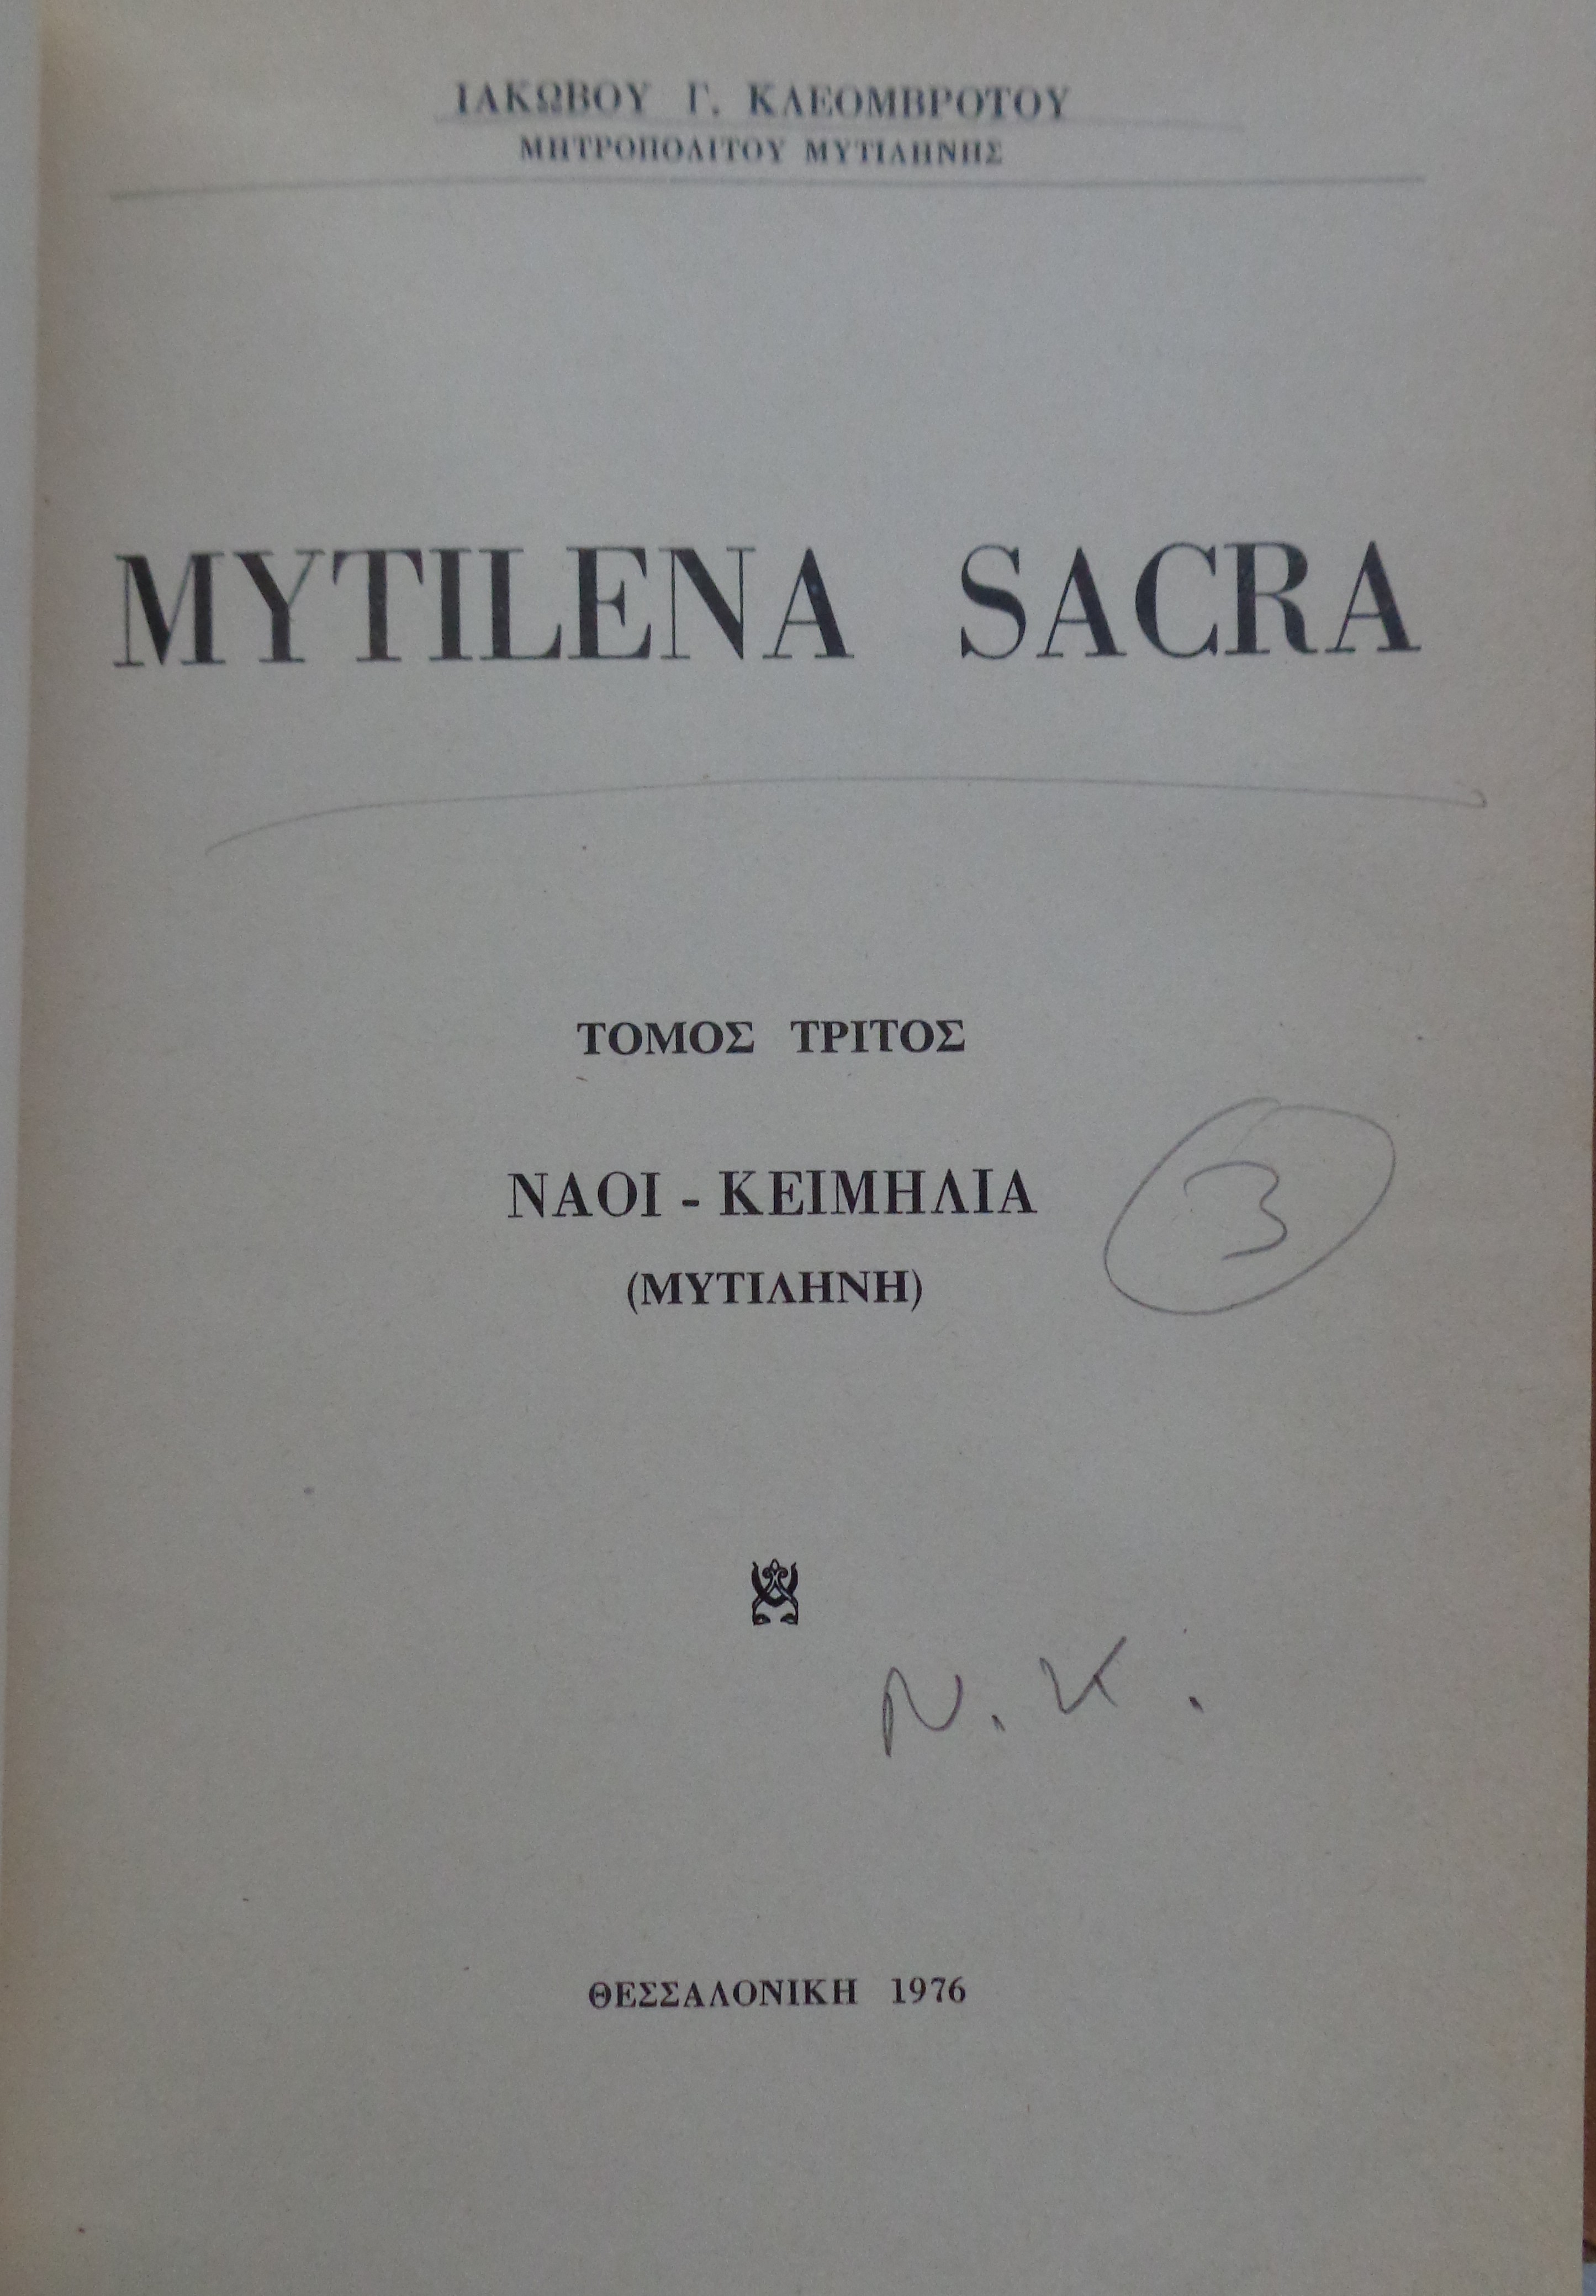 ΙΑΚΩΒΟΥ Γ. ΚΛΕΟΜΒΡΟΤΟΥ
ΜΗΤΡΟΠΟΛΙΤΟΥ ΜΥΤΙΛΗΝΗΣ
MYTILENA SACRA
ΤΟΜΟΣ ΤΡΙΤΟΣ
ΝΑΟΙ - ΚΕΙΜΗΛΙΑ
3
(ΜΥΤΙΛΗΝΗ)
Ν. Κ.
ΘΕΣΣΑΛΟΝΙΚΗ 1976